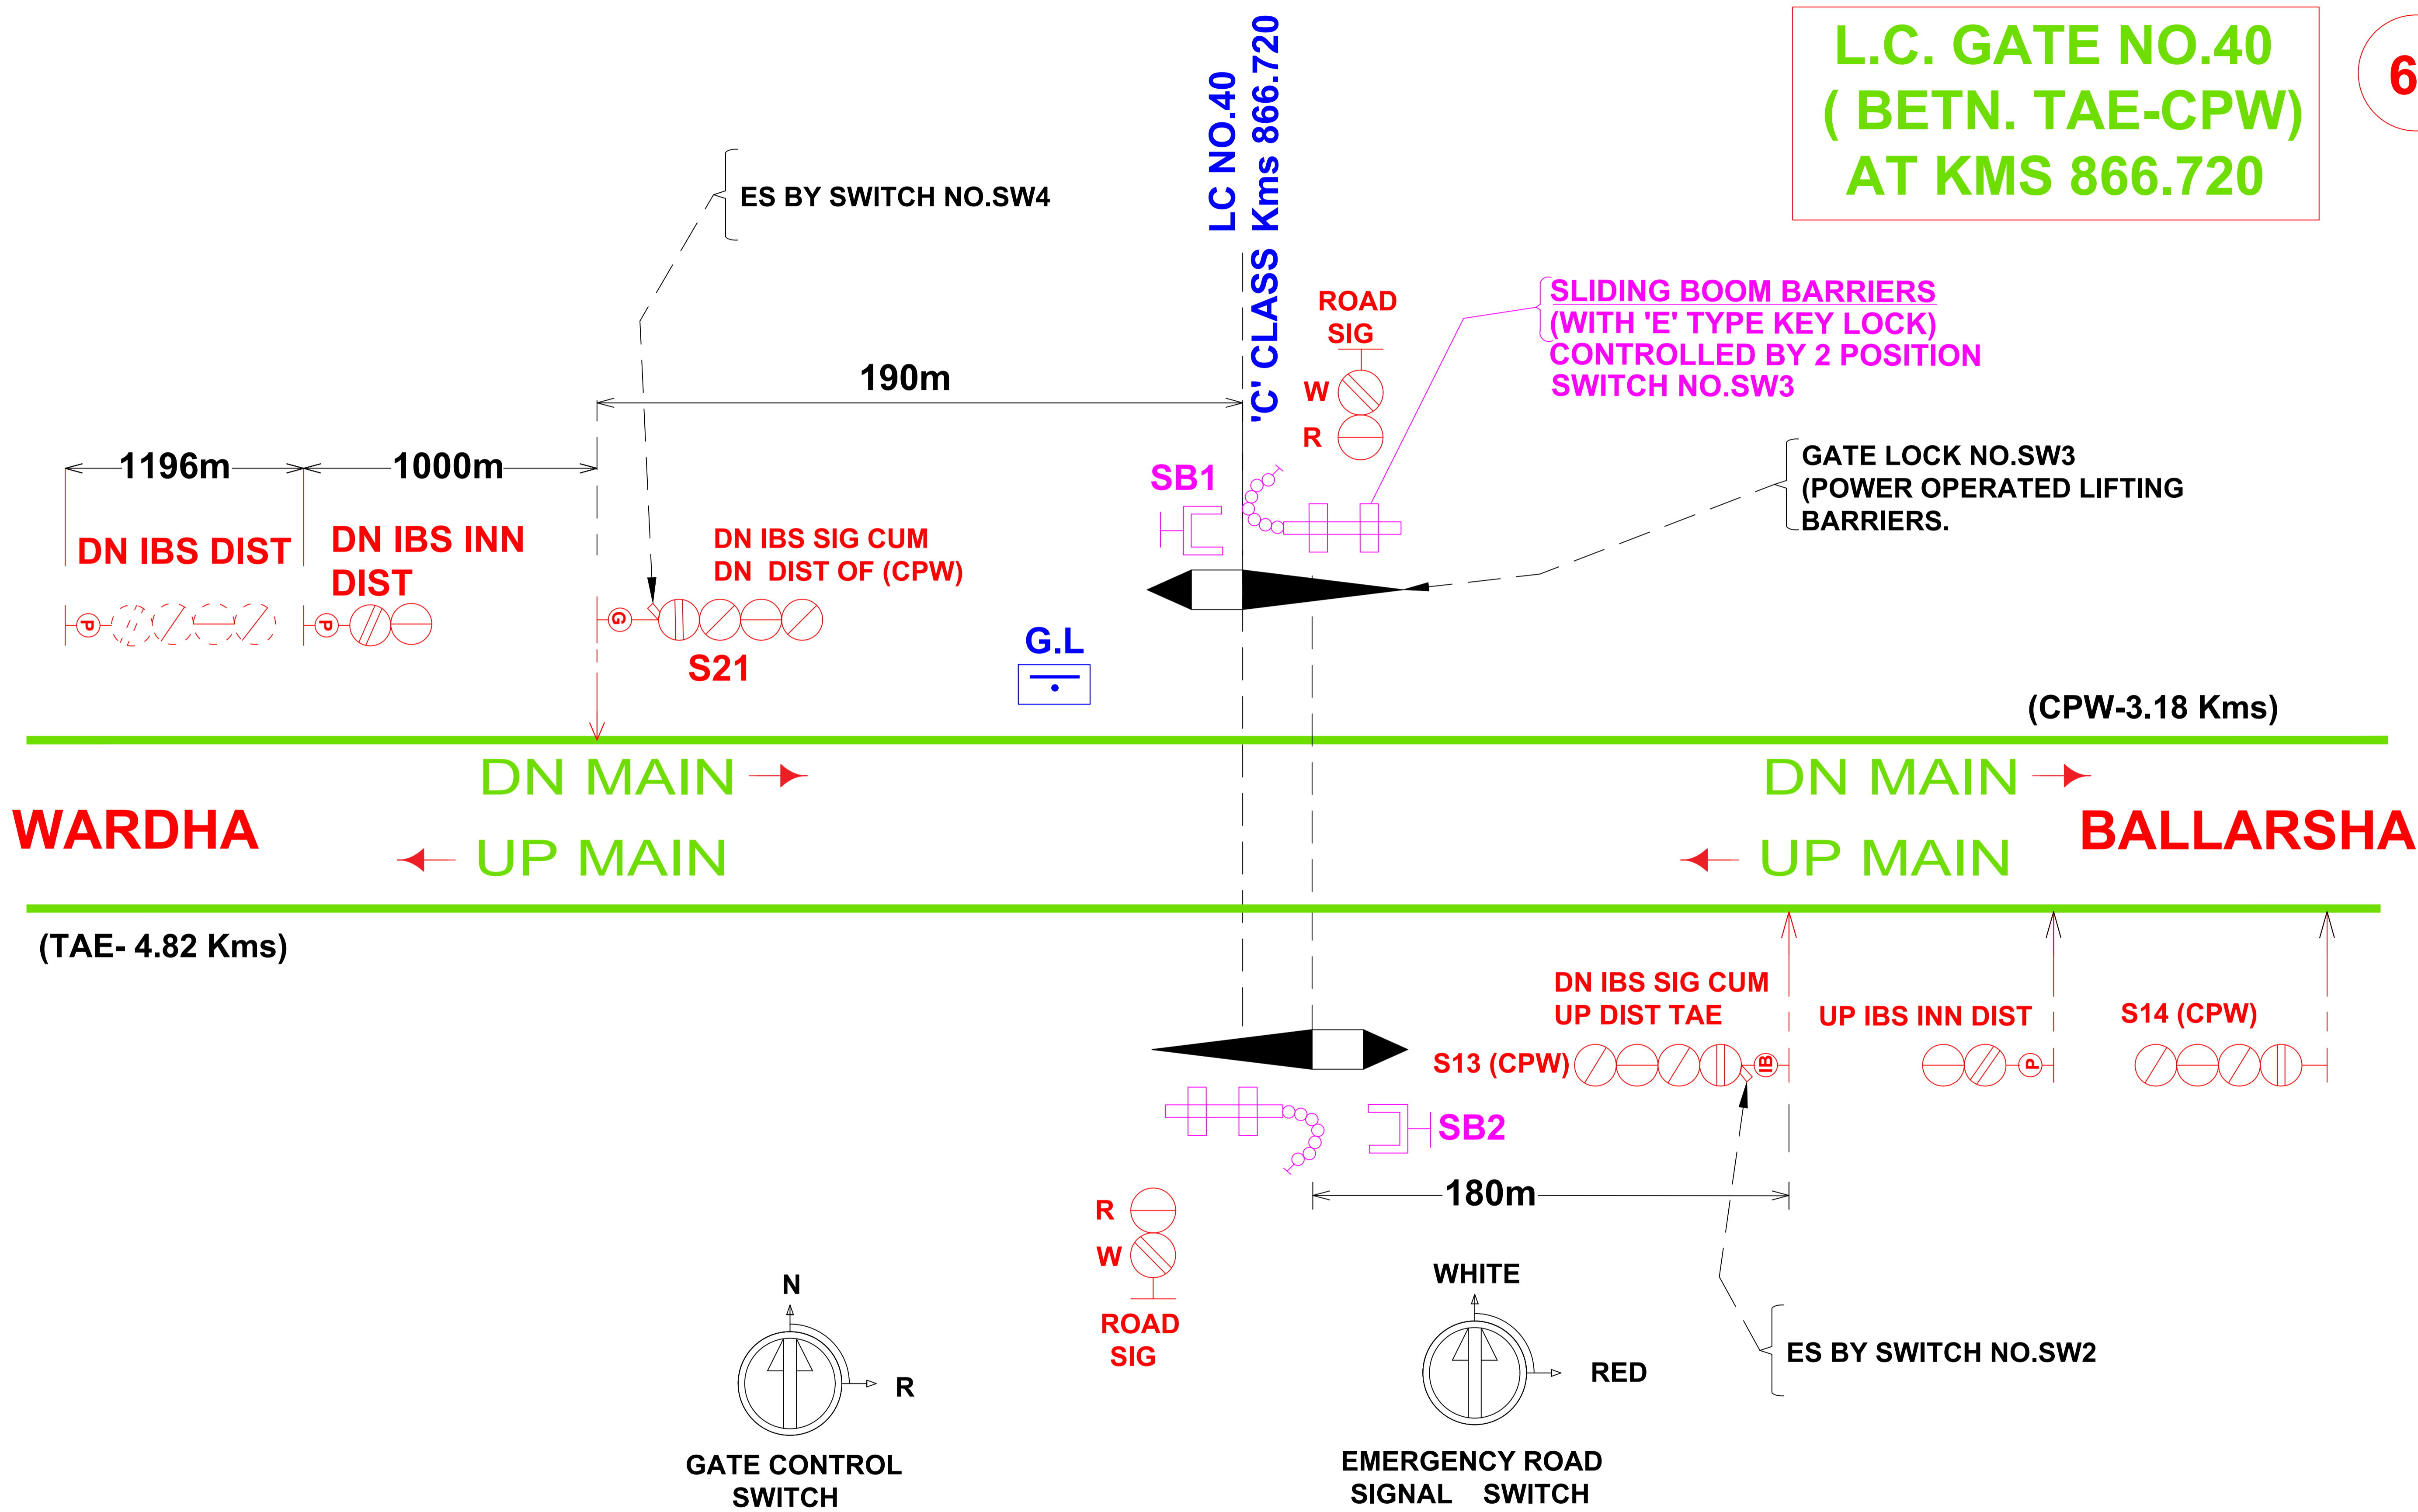 L.C. GATE NO.40
( BETN. TAE-CPW)
AT KMS 866.720
6
LC NO.40
'C' CLASS Kms 866.720
ES BY SWITCH NO.SW4
ROAD
SIG
W
R
SLIDING BOOM BARRIERS
(WITH 'E' TYPE KEY LOCK)
CONTROLLED BY 2 POSITION
SWITCH NO.SW3
190m
1196m
1000m
SB1
GATE LOCK NO.SW3
(POWER OPERATED LIFTING
BARRIERS.
DN IBS DIST
DN IBS INN
DIST
DN IBS SIG CUM
DN DIST OF (CPW)
P
P
G
S21
G.L
(CPW-3.18 Kms)
DN MAIN
DN MAIN
WARDHA
BALLARSHA
UP MAIN
UP MAIN
(TAE- 4.82 Kms)
DN IBS SIG CUM
UP DIST TAE
UP IBS INN DIST
S14 (CPW)
S13 (CPW)
IB
P
SB2
180m
R
W
ROAD
SIG
N
R
GATE CONTROL
SWITCH
WHITE
RED
EMERGENCY ROAD
SIGNAL SWITCH
ES BY SWITCH NO.SW2